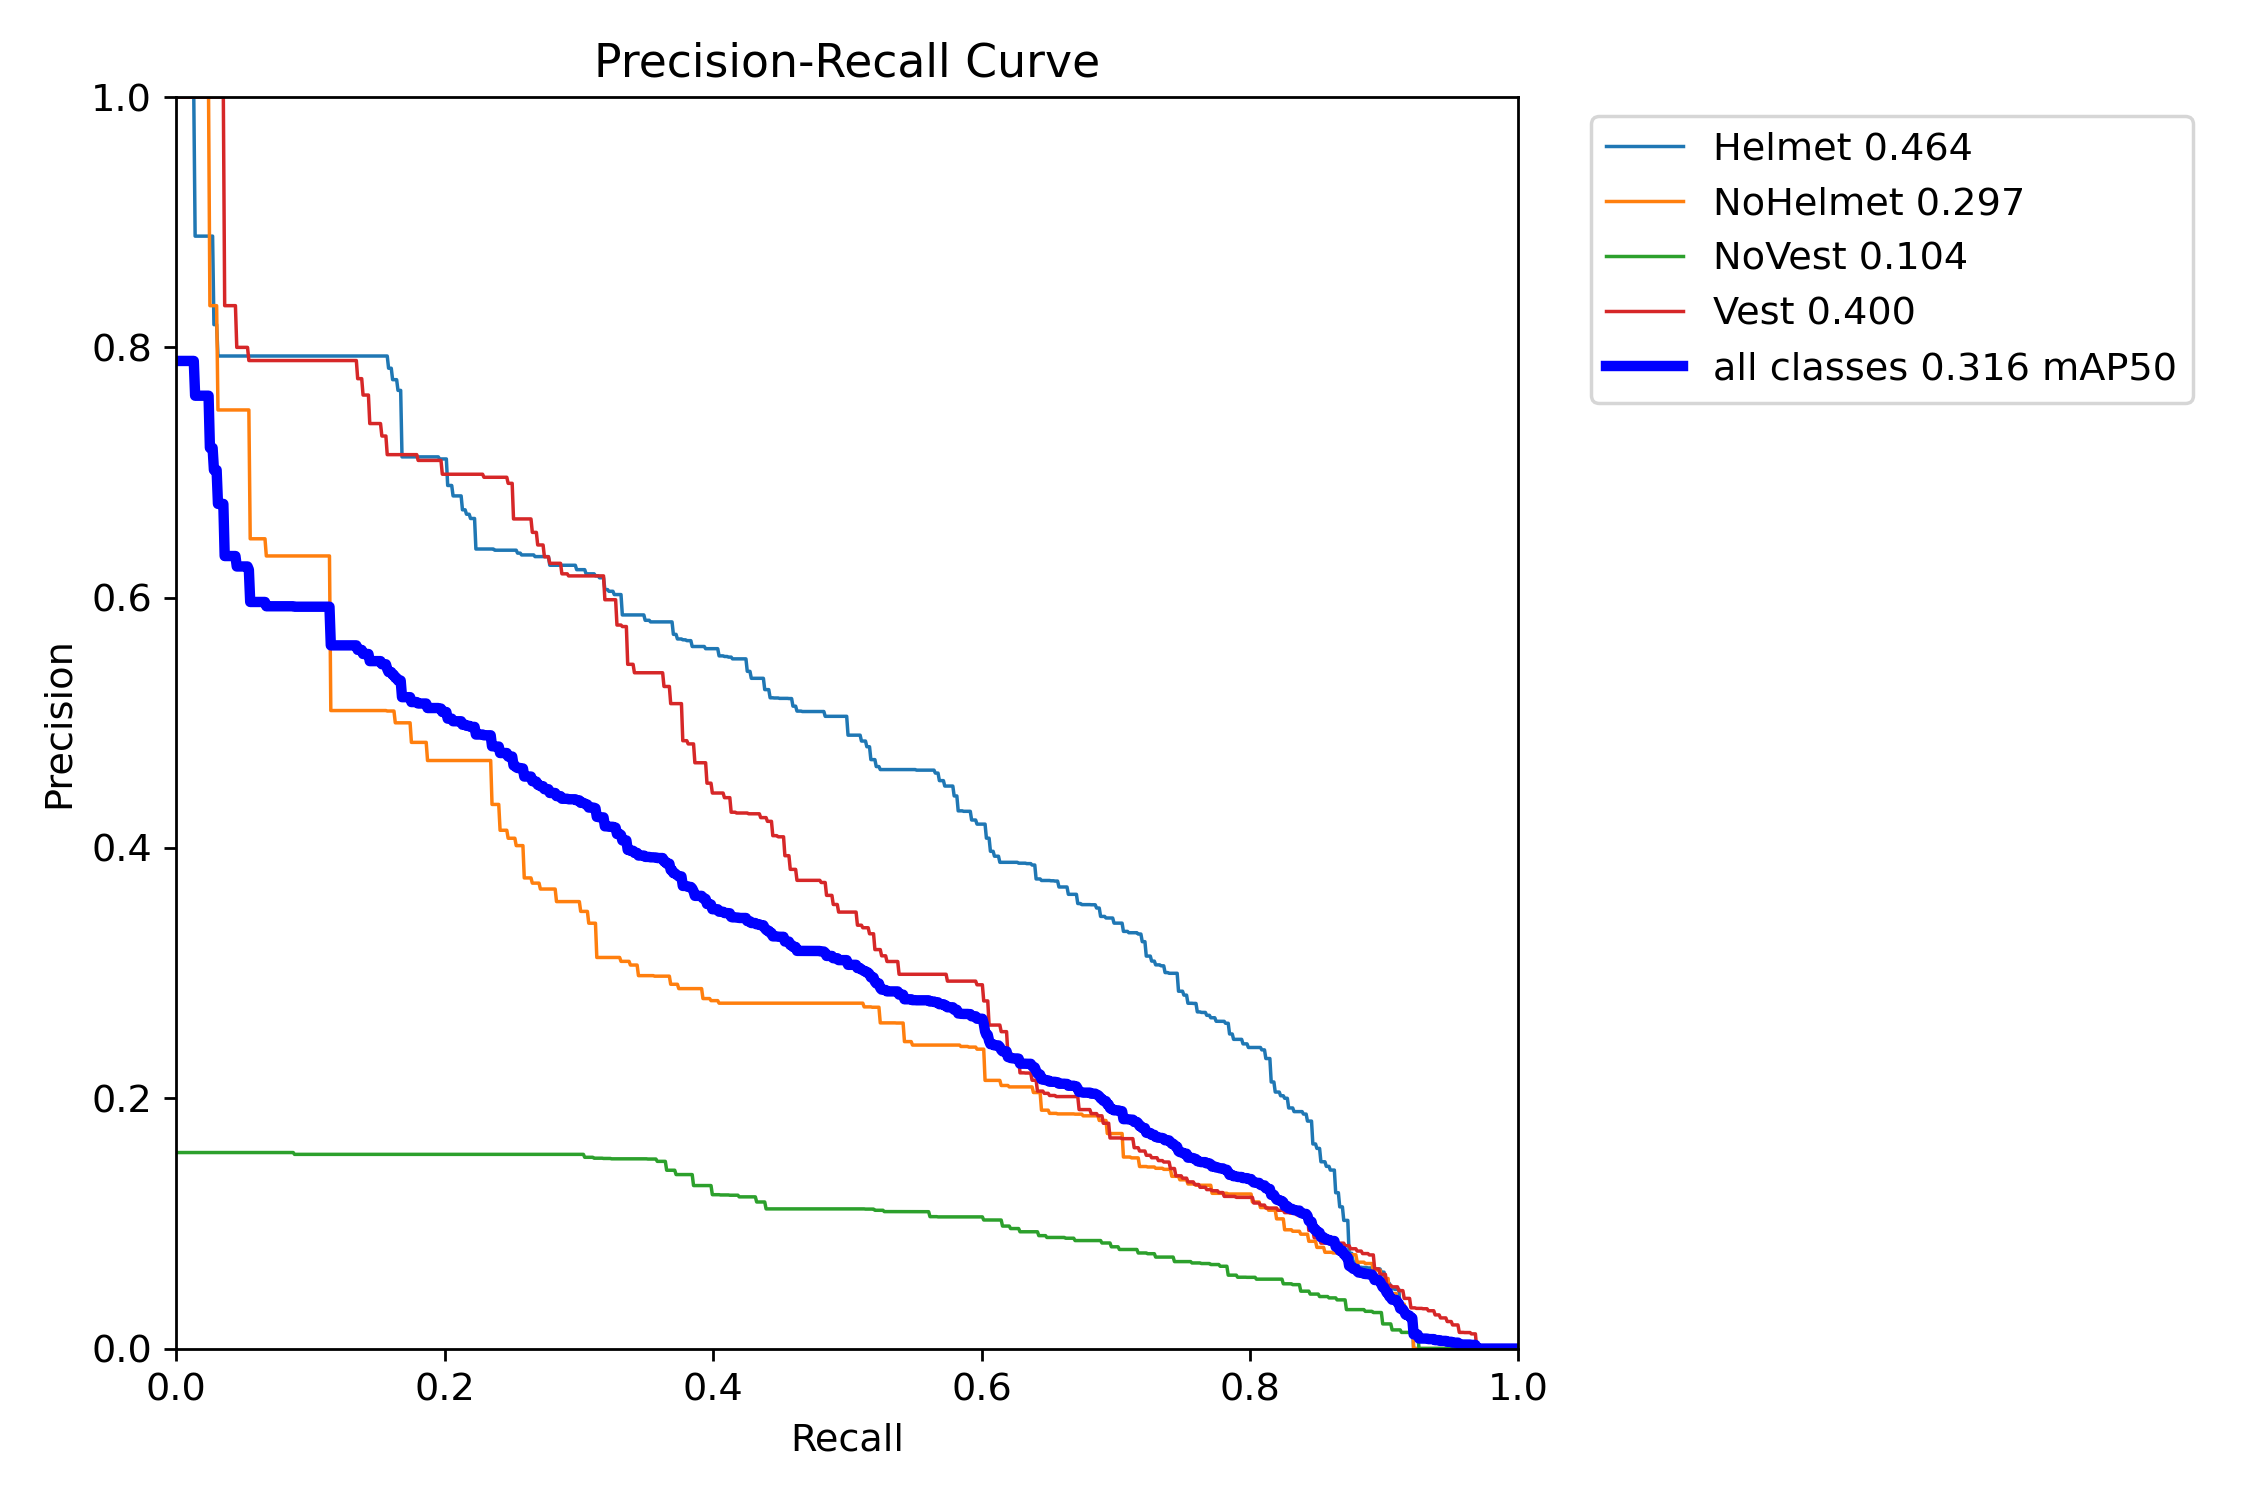 Precision-Recall Curve
1.0
0.8
0.6
0.4
0.2
0.0
Precision
0.0 0.2 0.4 0.6 0.8 1.0
Recall
Helmet 0.464
NoHelmet 0.297
NoVest 0.104
Vest 0.400
all classes 0.316 mAP50